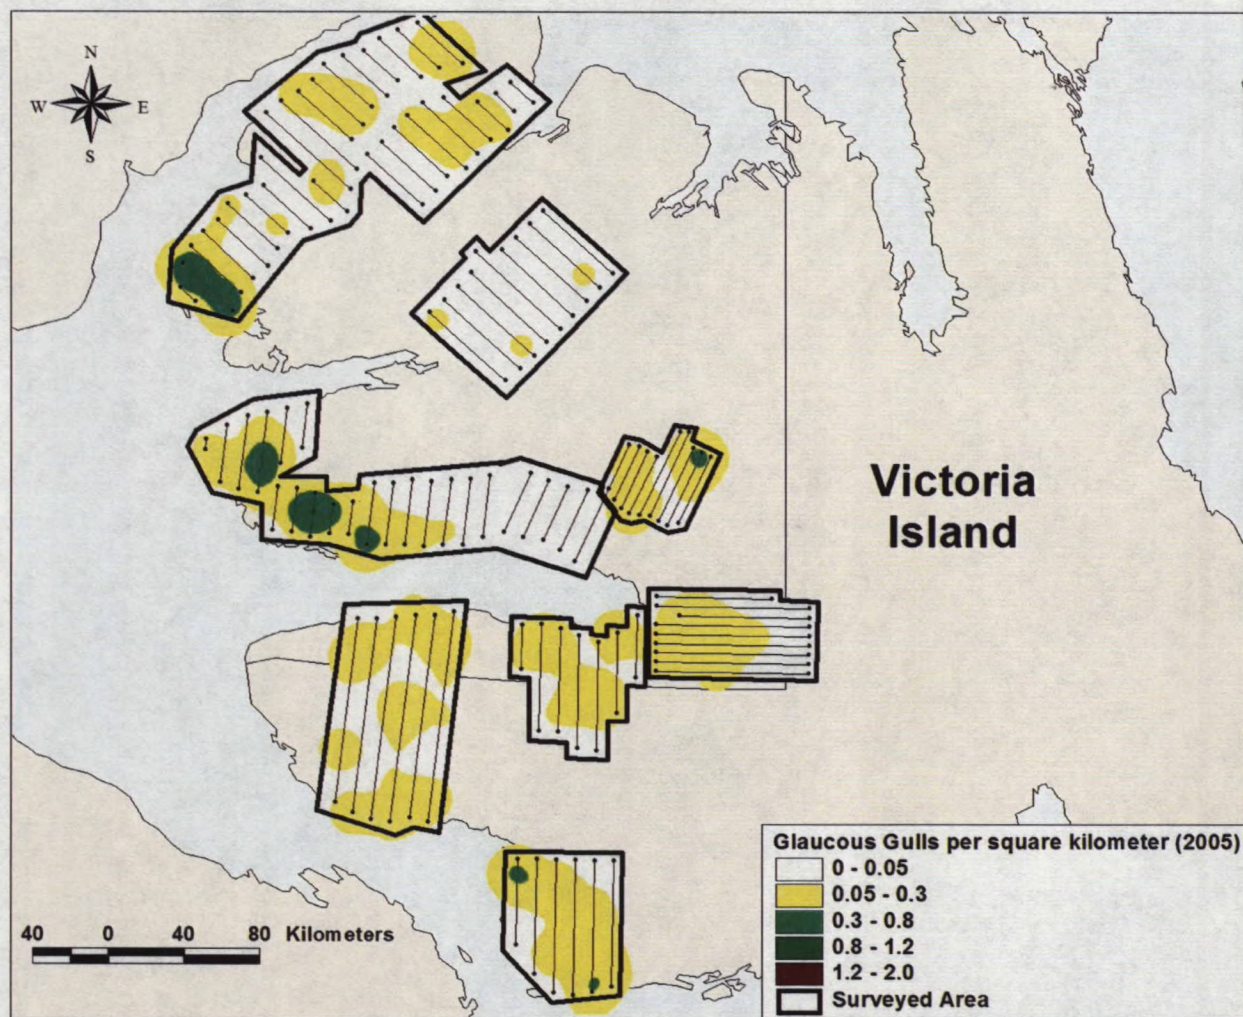 N
W E
S
Victoria
Island
Glaucous Gulls per square kilometer (2005)
0 - 0.05
0.05 - 0.3
0.3 - 0.8
0.8 - 1.2
1.2 - 2.0
Surveyed Area
40 0 40 80 Kilometers